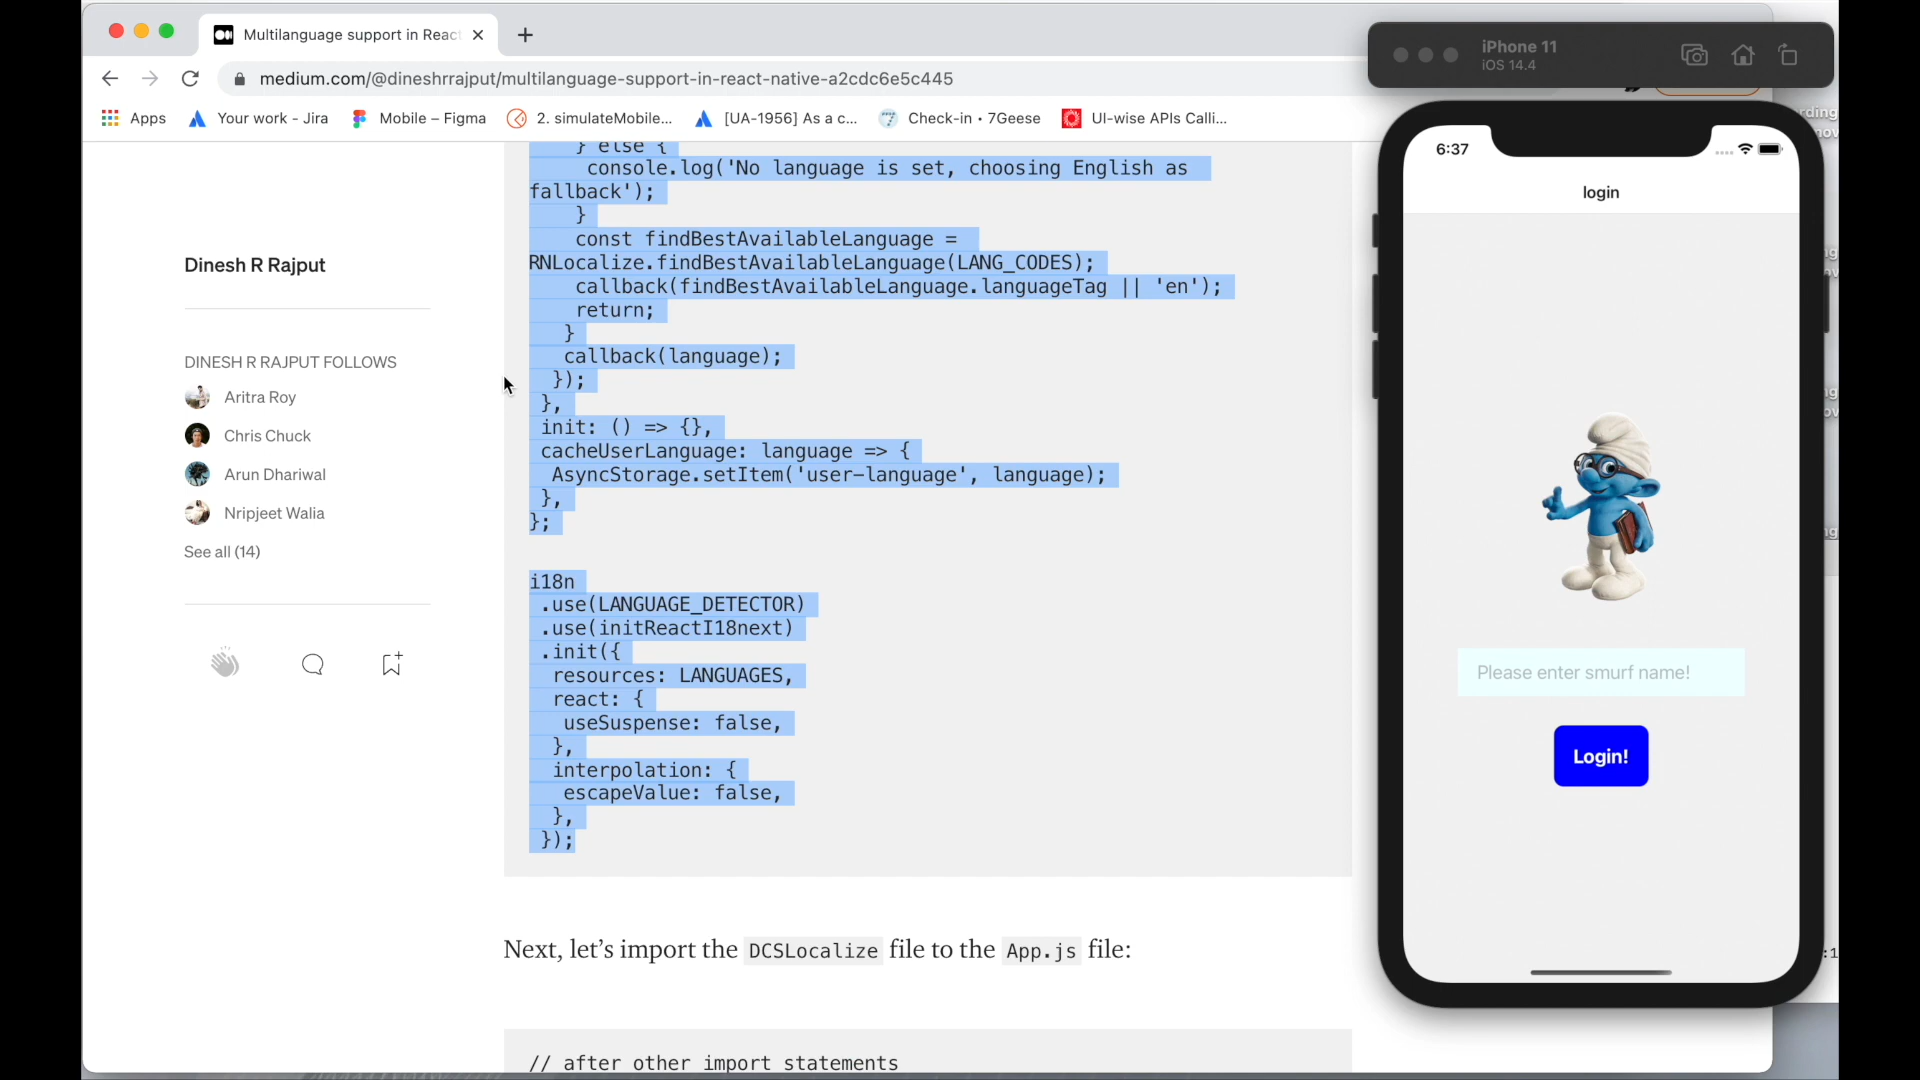 Multilanguage support in Reac
medium.com/@dineshrrajput/multilanguage-support-in-react-native-a2cdc6e5c445
Apps
Your work - Jira
Mobile – Figma
2. simulateMobile...
[UA-1956] As a c...
Check-in • 7Geese
UI-wise APIs Calli...
Dinesh R Rajput
DINESH R RAJPUT FOLLOWS
Aritra Roy
Chris Chuck
Arun Dhariwal
Nripjeet Walia
See all (14)
} else {
console.log('No language is set, choosing English as
fallback');
}
const findBestAvailableLanguage =
RNLocalize.findBestAvailableLanguage(LANG_CODES);
callback(findBestAvailableLanguage.languageTag || 'en');
return;
}
callback(language);
});
},
init: () => {},
cacheUserLanguage: language => {
AsyncStorage.setItem('user-language', language);
},
};
i18n
.use(LANGUAGE_DETECTOR)
.use(initReactI18next)
.init({
resources: LANGUAGES,
react: {
useSuspense: false,
},
interpolation: {
escapeValue: false,
},
});
Next, let's import the DCSLocalize file to the App.js file:
// after other import statements
iPhone 11
iOS 14.4
6:37
login
Please enter smurf name!
Login!